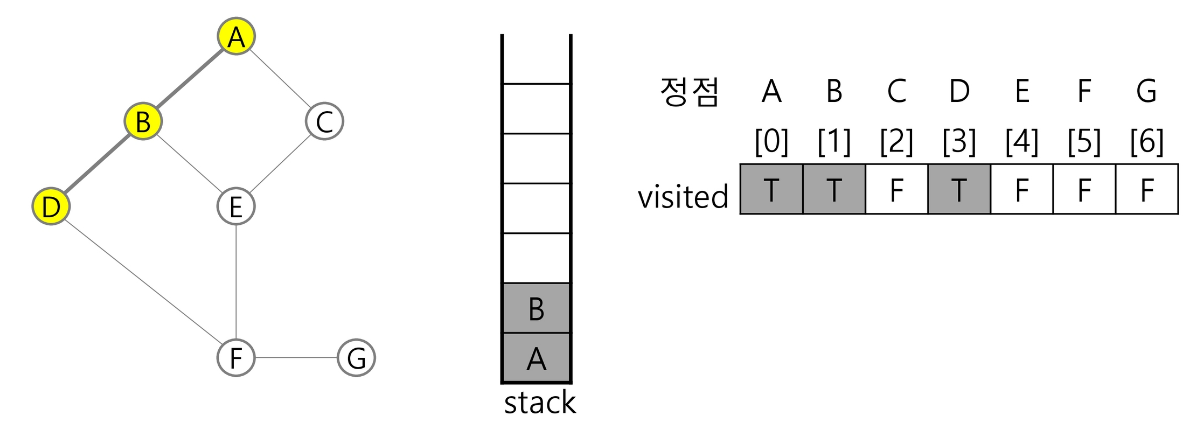 A
B
C
D
E
F
G
B
A
stack
정점 A B C D E F G
[0] [1] [2] [3] [4] [5] [6]
visited T T F T F F F